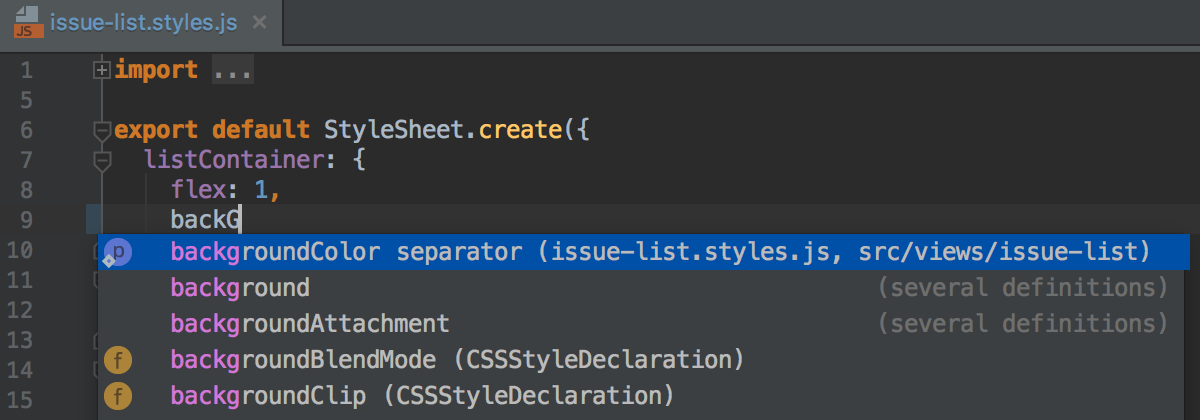 JS issue-list.styles.js ×
1 import ...
5
6 export default StyleSheet.create({
7 listContainer: {
8 flex: 1,
9 backG
10 p backgroundColor separator (issue-list.styles.js, src/views/issue-list)
11 background (several definitions)
12 backgroundAttachment (several definitions)
13
14 f backgroundBlendMode (CSSStyleDeclaration)
15 f backgroundClip (CSSStyleDeclaration)